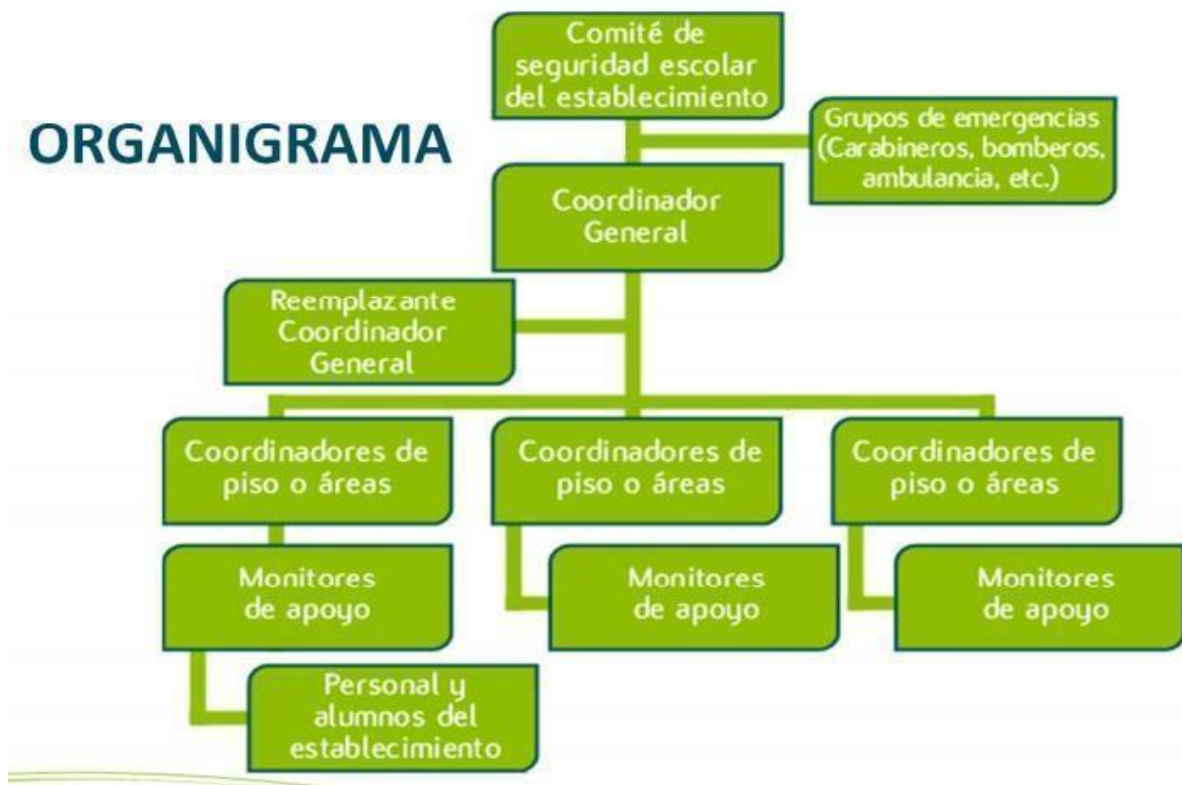 Comité de
seguridad escolar
del establecimiento
ORGANIGRAMA
Grupos de emergencias
(Carabineros, bomberos,
ambulancia, etc.)
Coordinador
General
Reemplazante
Coordinador
General
Coordinadores de
piso o áreas
Coordinadores de
piso o áreas
Coordinadores de
piso o áreas
Monitores
de apoyo
Monitores
de apoyo
Monitores
de apoyo
Personal y
alumnos del
establecimiento